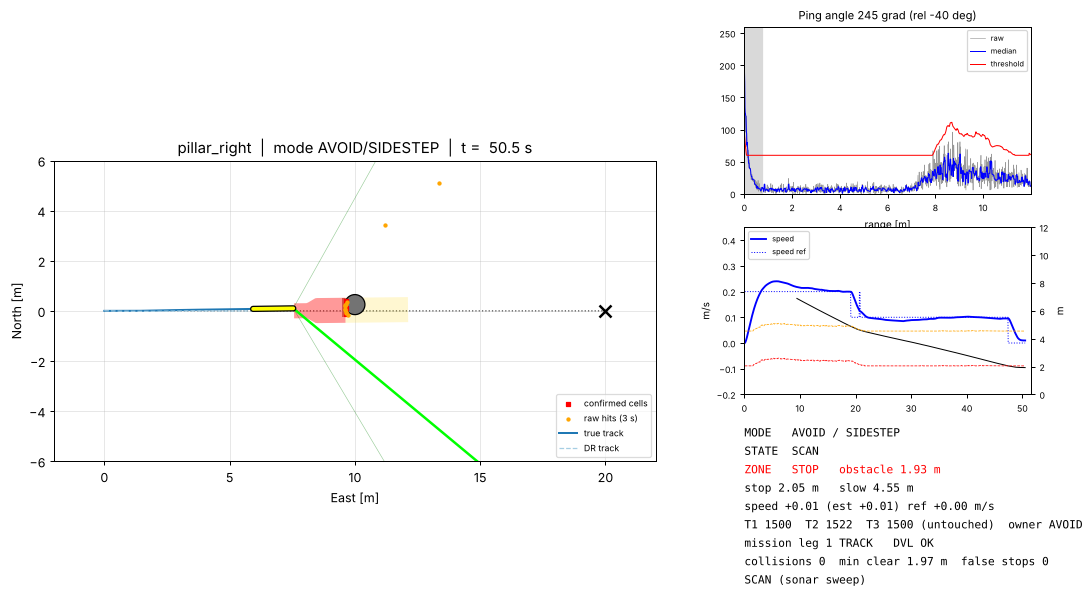 pillar_right | mode AVOID/SIDESTEP | t = 50.5 s
6
4
2
0
−2
−4
−6
North [m]
0
5
10
15
20
East [m]
confirmed cells
raw hits (3 s)
true track
DR track
Ping angle 245 grad (rel -40 deg)
250
200
150
100
50
0
raw
median
threshold
0
2
4
6
8
10
range [m]
0.4
0.3
0.2
0.1
0.0
−0.1
−0.2
m/s
speed
speed ref
12
10
8
6
4
2
0
m
0
10
20
30
40
50
MODE AVOID / SIDESTEP
STATE SCAN
ZONE STOP obstacle 1.93 m
stop 2.05 m slow 4.55 m
speed +0.01 (est +0.01) ref +0.00 m/s
T1 1500 T2 1522 T3 1500 (untouched) owner AVOID
mission leg 1 TRACK DVL OK
collisions 0 min clear 1.97 m false stops 0
SCAN (sonar sweep)